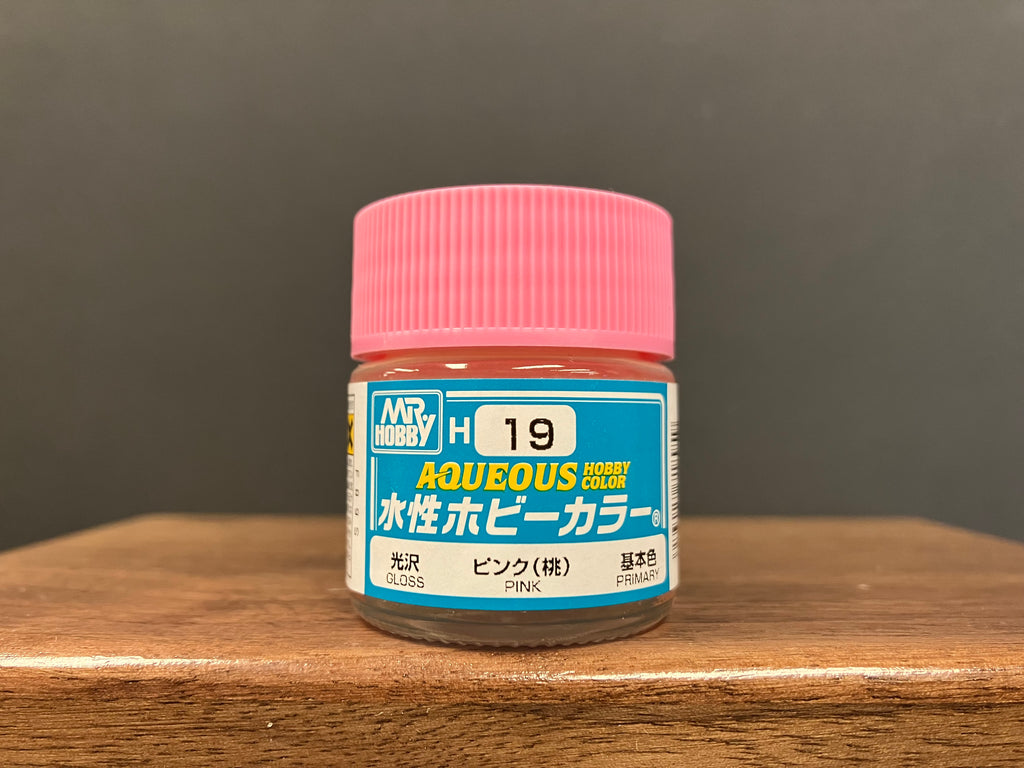 MR. HOBBY
H 19
AQUEOUS HOBBY COLOR
水性ホビーカラー®
光沢 ピンク(桃) 基本色
GLOSS PINK PRIMARY